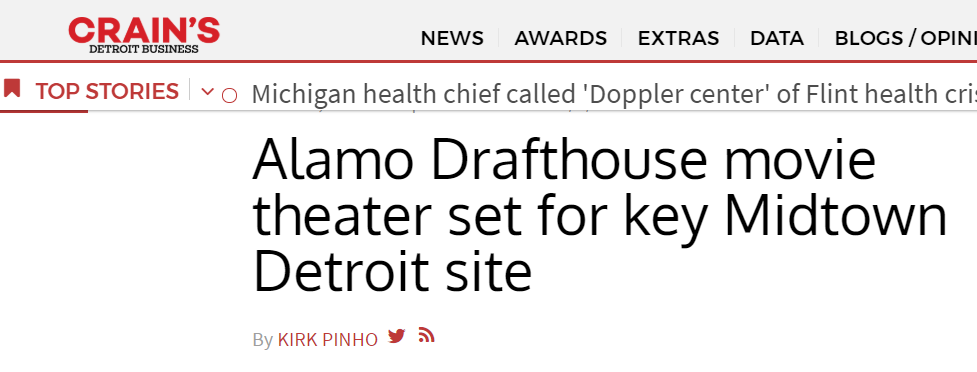 CRAIN'S
DETROIT BUSINESS
NEWS AWARDS EXTRAS DATA BLOGS / OPINI
TOP STORIES Michigan health chief called 'Doppler center' of Flint health cris
Alamo Drafthouse movie
theater set for key Midtown
Detroit site
By KIRK PINHO